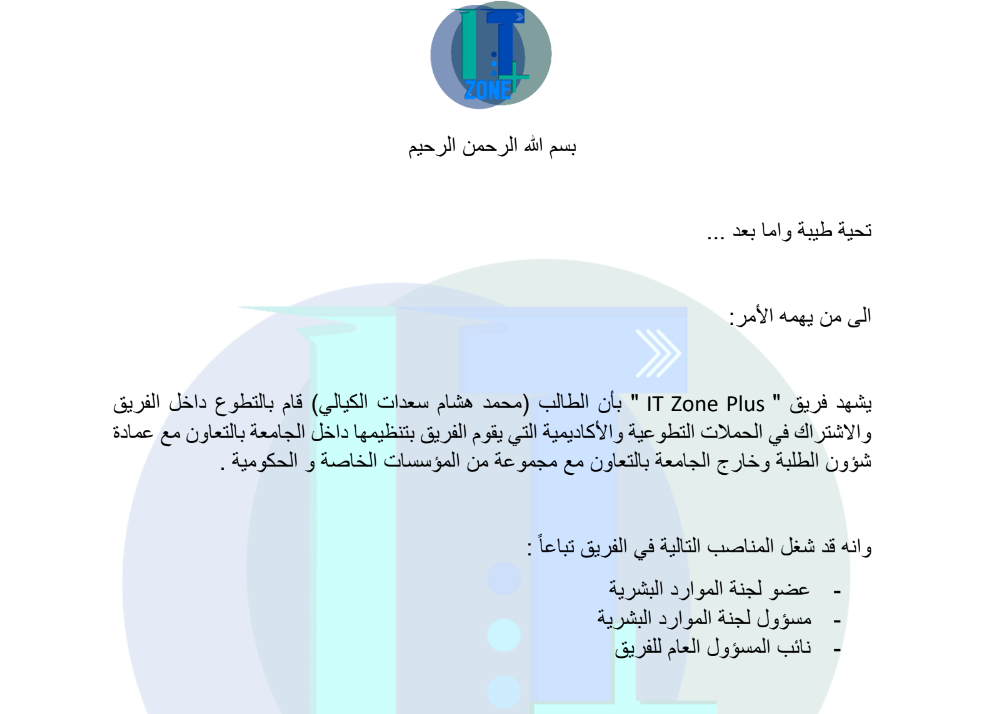 IT
ZONE
بسم الله الرحمن الرحيم
تحية طيبة واما بعد ...
الى من يهمه الأمر:
يشهد فريق " IT Zone Plus " بأن الطالب (محمد هشام سعدات الكيالي) قام بالتطوع داخل الفريق
والاشتراك في الحملات التطوعية والأكاديمية التي يقوم الفريق بتنظيمها داخل الجامعة بالتعاون مع عمادة
شؤون الطلبة وخارج الجامعة بالتعاون مع مجموعة من المؤسسات الخاصة و الحكومية .
وانه قد شغل المناصب التالية في الفريق تباعاً :
- عضو لجنة الموارد البشرية
- مسؤول لجنة الموارد البشرية
- نائب المسؤول العام للفريق